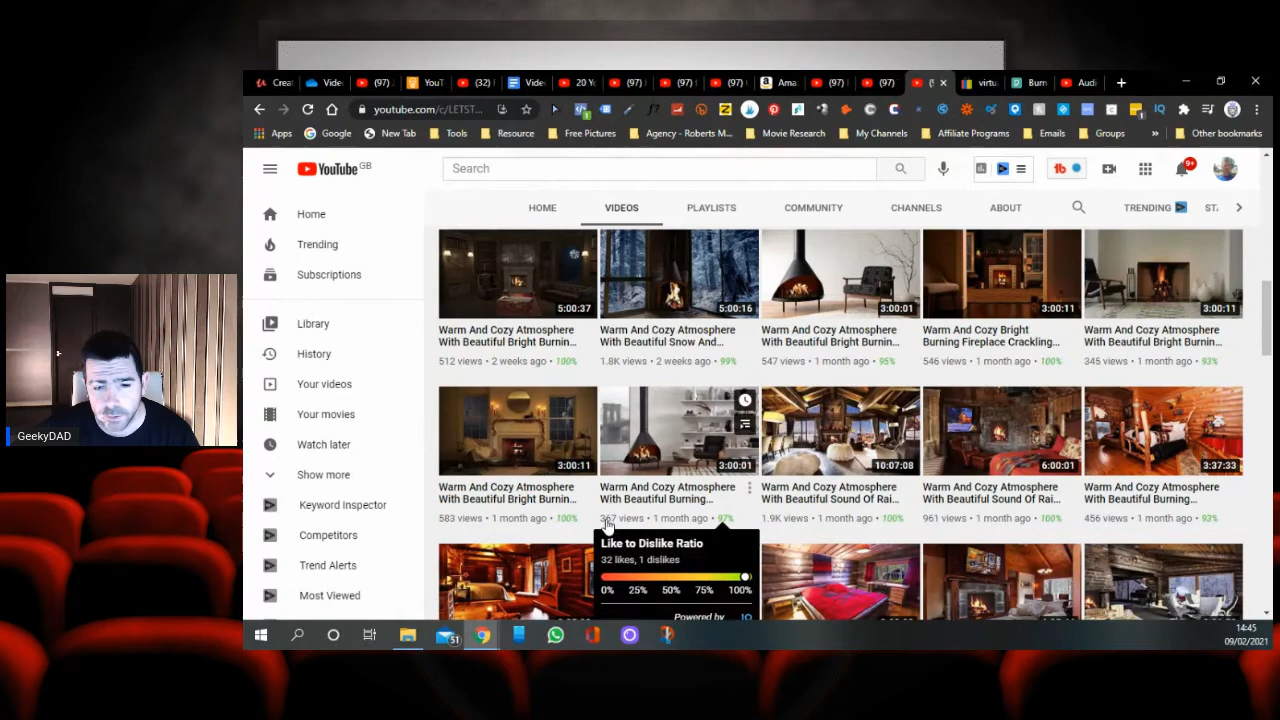 Creat
Vide
(97)
YouT
(32)
Vide
20 Y
(97)
(97)
(97)
Ama
(97)
(97)
virtu
Burn
Audi
youtube.com/c/LETST...
Apps
Google
New Tab
Tools
Resource
Free Pictures
Agency - Roberts M...
Movie Research
My Channels
Affiliate Programs
Emails
Groups
»
Other bookmarks
YouTube GB
Search
9+
HOME
VIDEOS
PLAYLISTS
COMMUNITY
CHANNELS
ABOUT
TRENDING
ST
Home
Trending
Subscriptions
Library
History
Your videos
Your movies
Watch later
Show more
Keyword Inspector
Competitors
Trend Alerts
Most Viewed
5:00:37
5:00:16
3:00:01
3:00:11
3:00:11
Warm And Cozy Atmosphere
With Beautiful Bright Burnin...
512 views • 2 weeks ago • 100%
Warm And Cozy Atmosphere
With Beautiful Snow And...
1.8K views • 2 weeks ago • 99%
Warm And Cozy Atmosphere
With Beautiful Bright Burnin...
547 views • 1 month ago • 95%
Warm And Cozy Bright
Burning Fireplace Crackling...
546 views • 1 month ago • 100%
Warm And Cozy Atmosphere
With Beautiful Bright Burnin...
345 views • 1 month ago • 93%
3:00:11
3:00:01
10:07:08
6:00:01
3:37:33
Warm And Cozy Atmosphere
With Beautiful Bright Burnin...
583 views • 1 month ago • 100%
Warm And Cozy Atmosphere
With Beautiful Burning...
367 views • 1 month ago • 97%
Warm And Cozy Atmosphere
With Beautiful Sound Of Rai...
1.9K views • 1 month ago • 100%
Warm And Cozy Atmosphere
With Beautiful Sound Of Rai...
961 views • 1 month ago • 100%
Warm And Cozy Atmosphere
With Beautiful Burning...
456 views • 1 month ago • 93%
Like to Dislike Ratio
32 likes, 1 dislikes
0% 25% 50% 75% 100%
Powered by IQ
GeekyDAD
51
14:45
09/02/2021